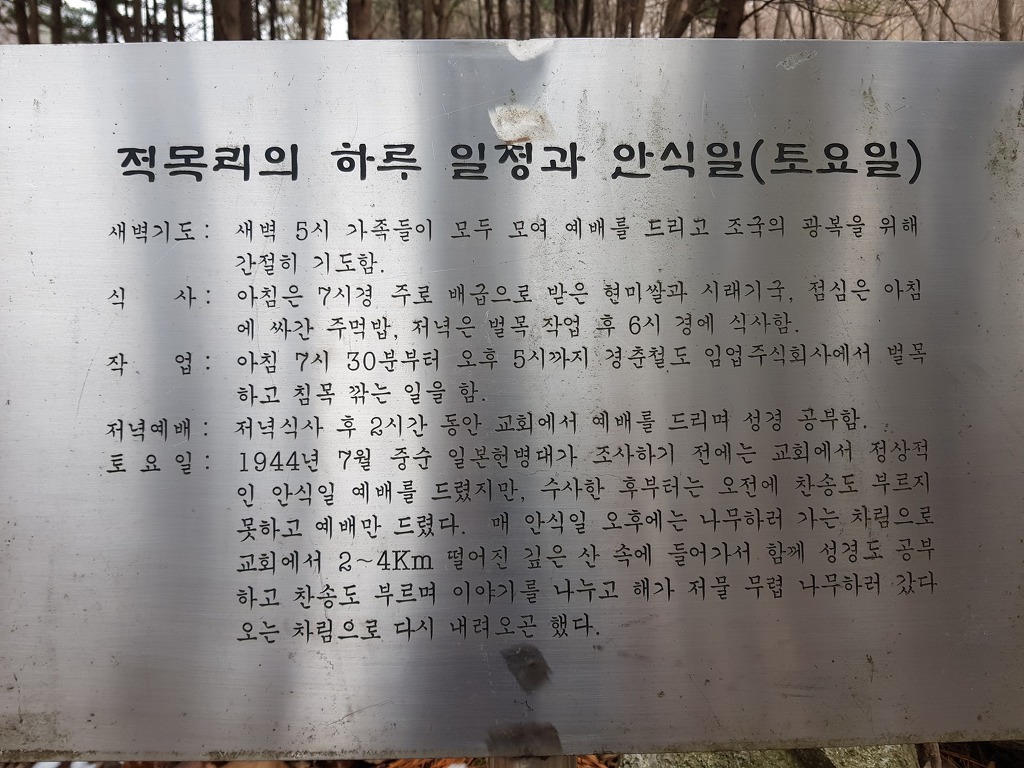 적목리의 하루 일정과 안식일(토요일)
새벽기도 : 새벽 5시 가족들이 모두 모여 예배를 드리고 조국의 광복을 위해
간절히 기도함.
식 사 : 아침은 7시경 주로 배급으로 받은 현미쌀과 시래기국, 점심은 아침
에 싸간 주먹밥, 저녁은 벌목 작업 후 6시 경에 식사함.
작 업 : 아침 7시 30분부터 오후 5시까지 경춘철도 임업주식회사에서 벌목
하고 침목 깎는 일을 함.
저녁예배 : 저녁식사 후 2시간 동안 교회에서 예배를 드리며 성경 공부함.
토 요 일 : 1944년 7월 중순 일본헌병대가 조사하기 전에는 교회에서 정상적
인 안식일 예배를 드렸지만, 수사한 후부터는 오전에 찬송도 부르지
못하고 예배만 드렸다. 매 안식일 오후에는 나무하러 가는 차림으로
교회에서 2~4Km 떨어진 깊은 산 속에 들어가서 함께 성경도 공부
하고 찬송도 부르며 이야기를 나누고 해가 저물 무렵 나무하러 갔다
오는 차림으로 다시 내려오곤 했다.